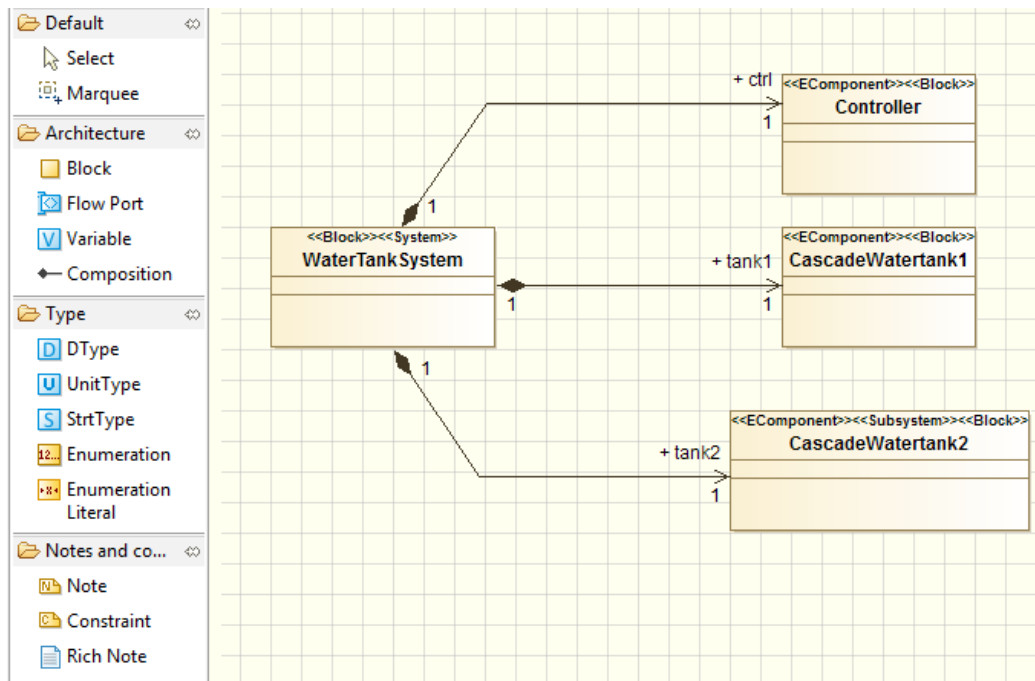 Default
Select
Marquee
Architecture
Block
Flow Port
Variable
Composition
Type
D
DType
U
UnitType
S
StrtType
12...
Enumeration
Enumeration
Literal
Notes and co...
N
Note
C
Constraint
Rich Note
+ ctrl
1
1
<<EComponent>><<Block>>
Controller
<<Block>><<System>>
WaterTankSystem
+ tank1
1
1
<<EComponent>><<Block>>
CascadeWatertank1
1
+ tank2
1
<<EComponent>><<Subsystem>><<Block>>
CascadeWatertank2